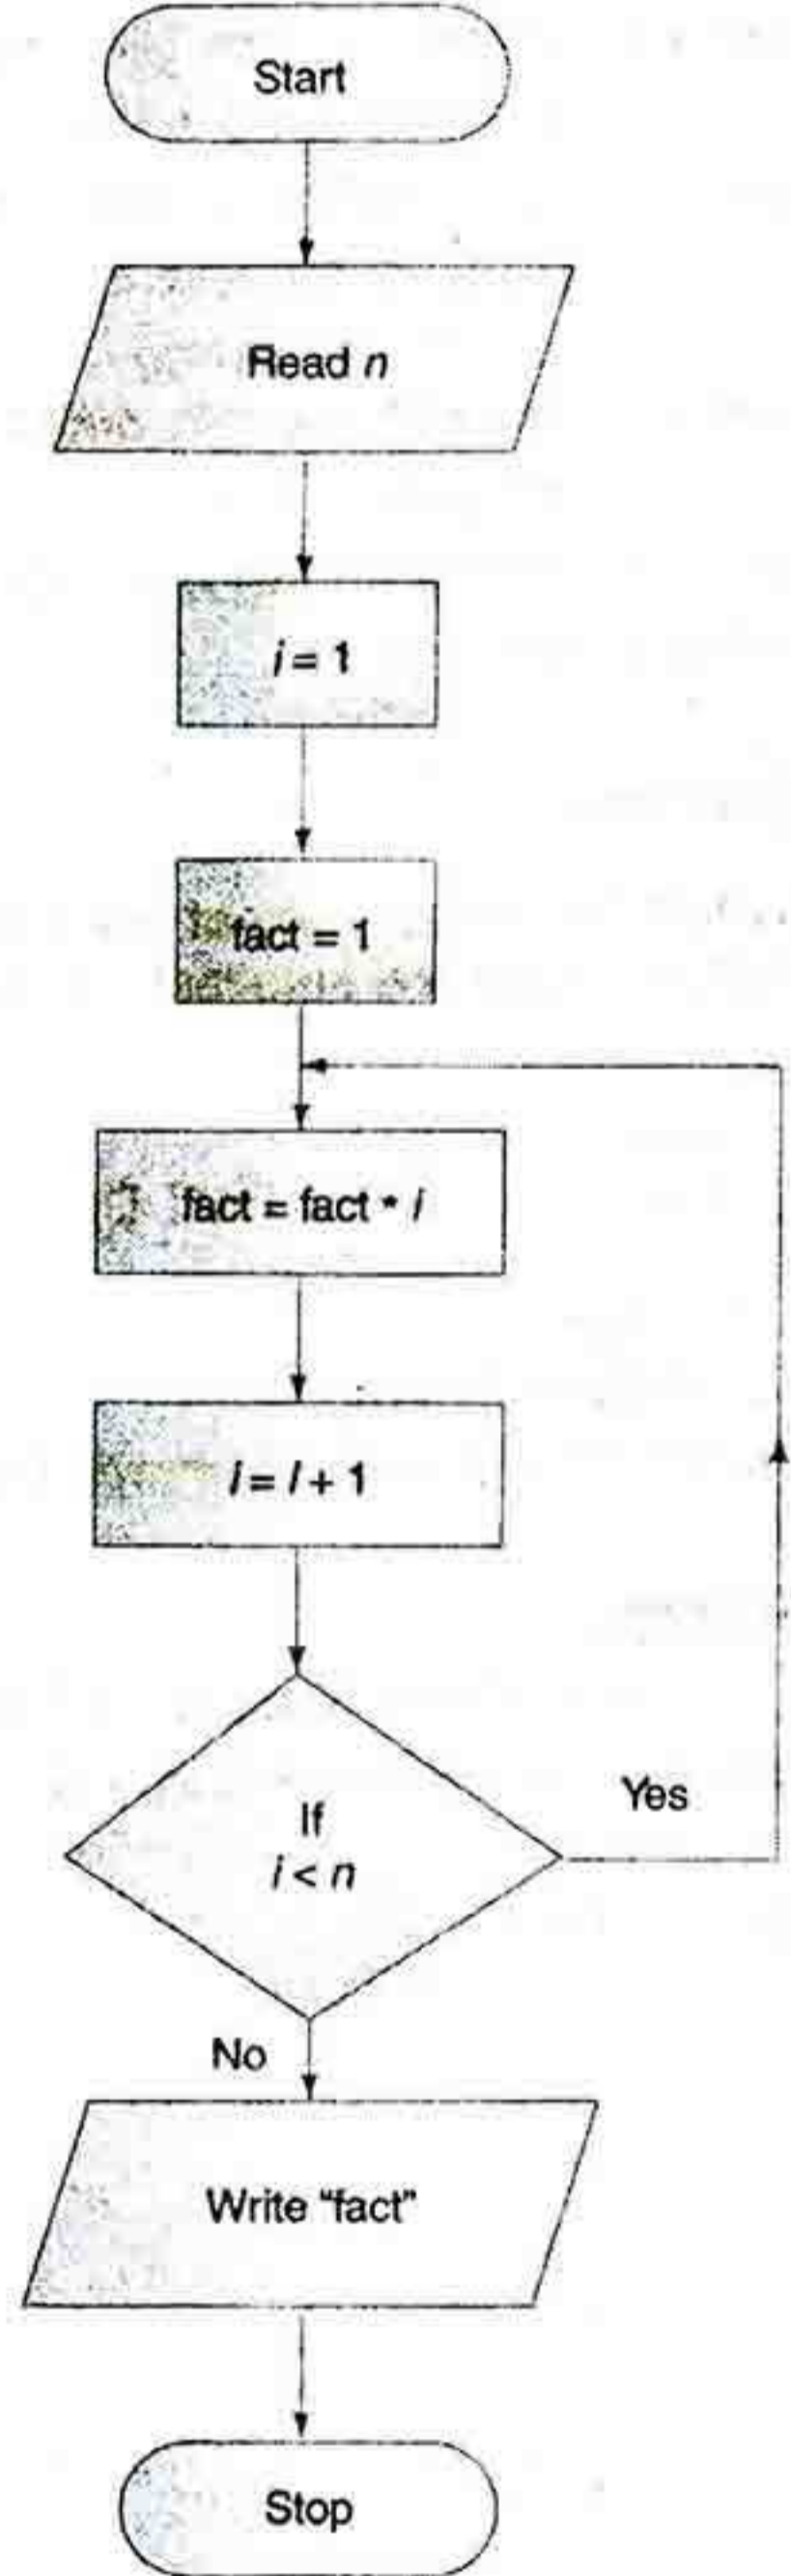 Start
Read n
i = 1
fact = 1
fact = fact * i
i = i + 1
If
i < n
Yes
No
Write “fact”
Stop